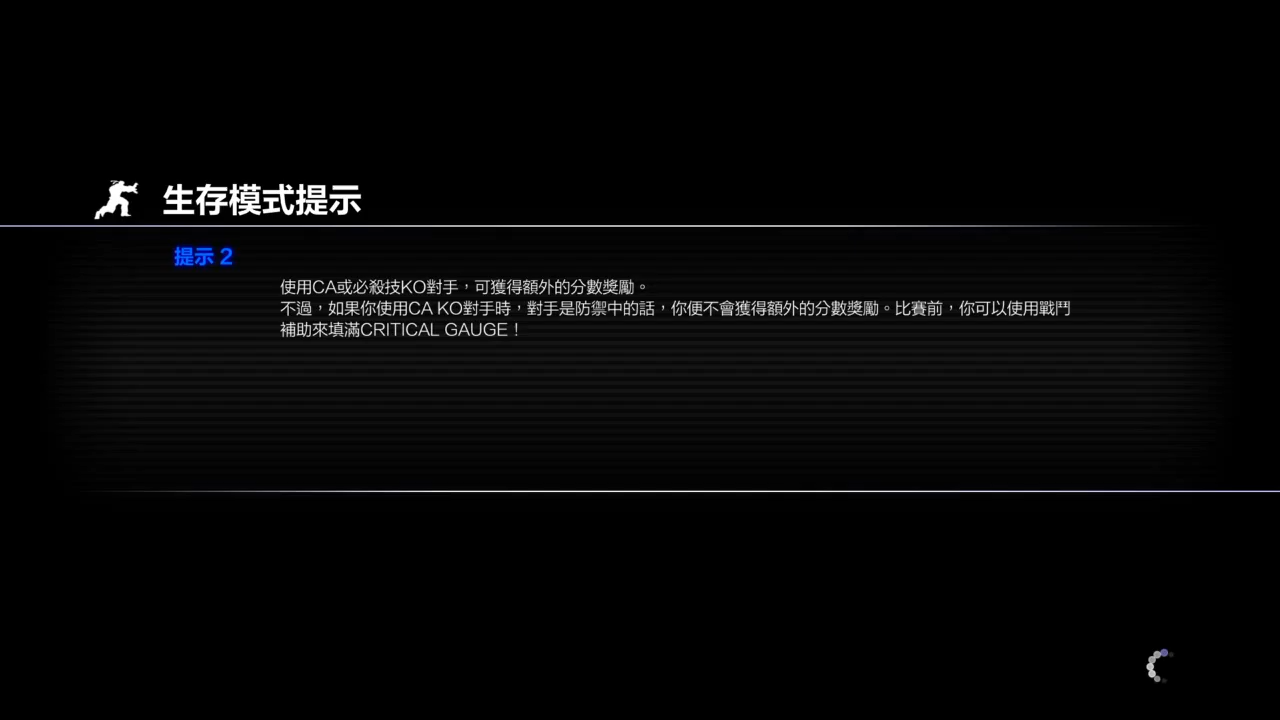 生存模式提示
提示 2
使用CA或必殺技KO對手，可獲得額外的分數獎勵。
不過，如果你使用CA KO對手時，對手是防禦中的話，你便不會獲得額外的分數獎勵。比賽前，你可以使用戰鬥
補助來填滿CRITICAL GAUGE！